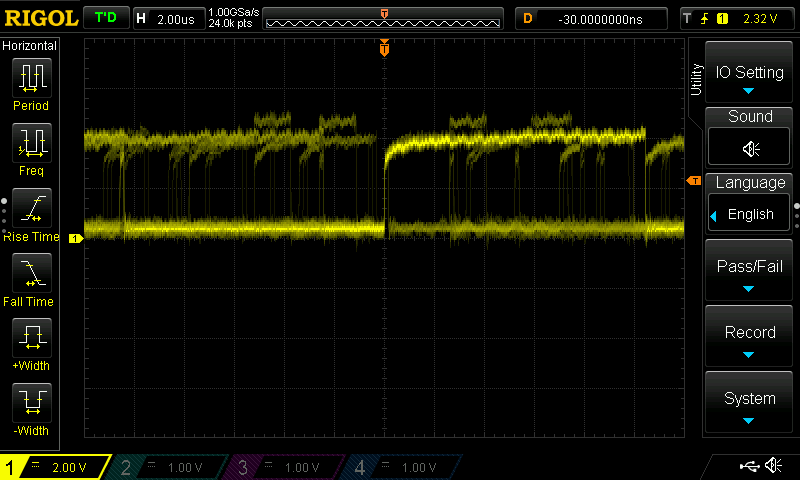 RIGOL T'D H 2.00us 1.00GSa/s 24.0k pts T D -30.0000000ns T 1 2.32 V
Horizontal
Period
Freq
Rise Time
Fall Time
+Width
-Width
T
T
1
Utility
IO Setting
Sound
Language
English
Pass/Fail
Record
System
1 2.00 V 2 1.00 V 3 1.00 V 4 1.00 V